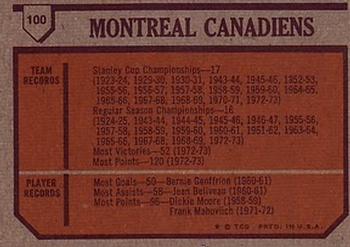 100
MONTREAL CANADIENS
TEAM RECORDS
Stanley Cup Championships—17
(1923-24, 1929-30, 1930-31, 1943-44, 1945-46, 1952-53,
1955-56, 1956-57, 1957-58, 1958-59, 1959-60, 1964-65,
1965-66, 1967-68, 1968-69, 1970-71, 1972-73)
Regular Season Championships—16
(1924-25, 1943-44, 1944-45, 1945-46, 1946-47, 1955-56,
1957-58, 1958-59, 1959-60, 1960-61, 1951-62, 1963-64,
1965-66, 1967-68, 1968-69, 1972-73)
Most Victories—52 (1972-73)
Most Points—120 (1972-73)
PLAYER RECORDS
Most Goals—50—Bernie Geoffrion (1960-61)
Most Assists—58—Jean Beliveau (1960-61)
Most Points—96—Dickie Moore (1958-59)
Frank Mahovlich (1971-72)
* © TCG PRTD. IN U.S.A.